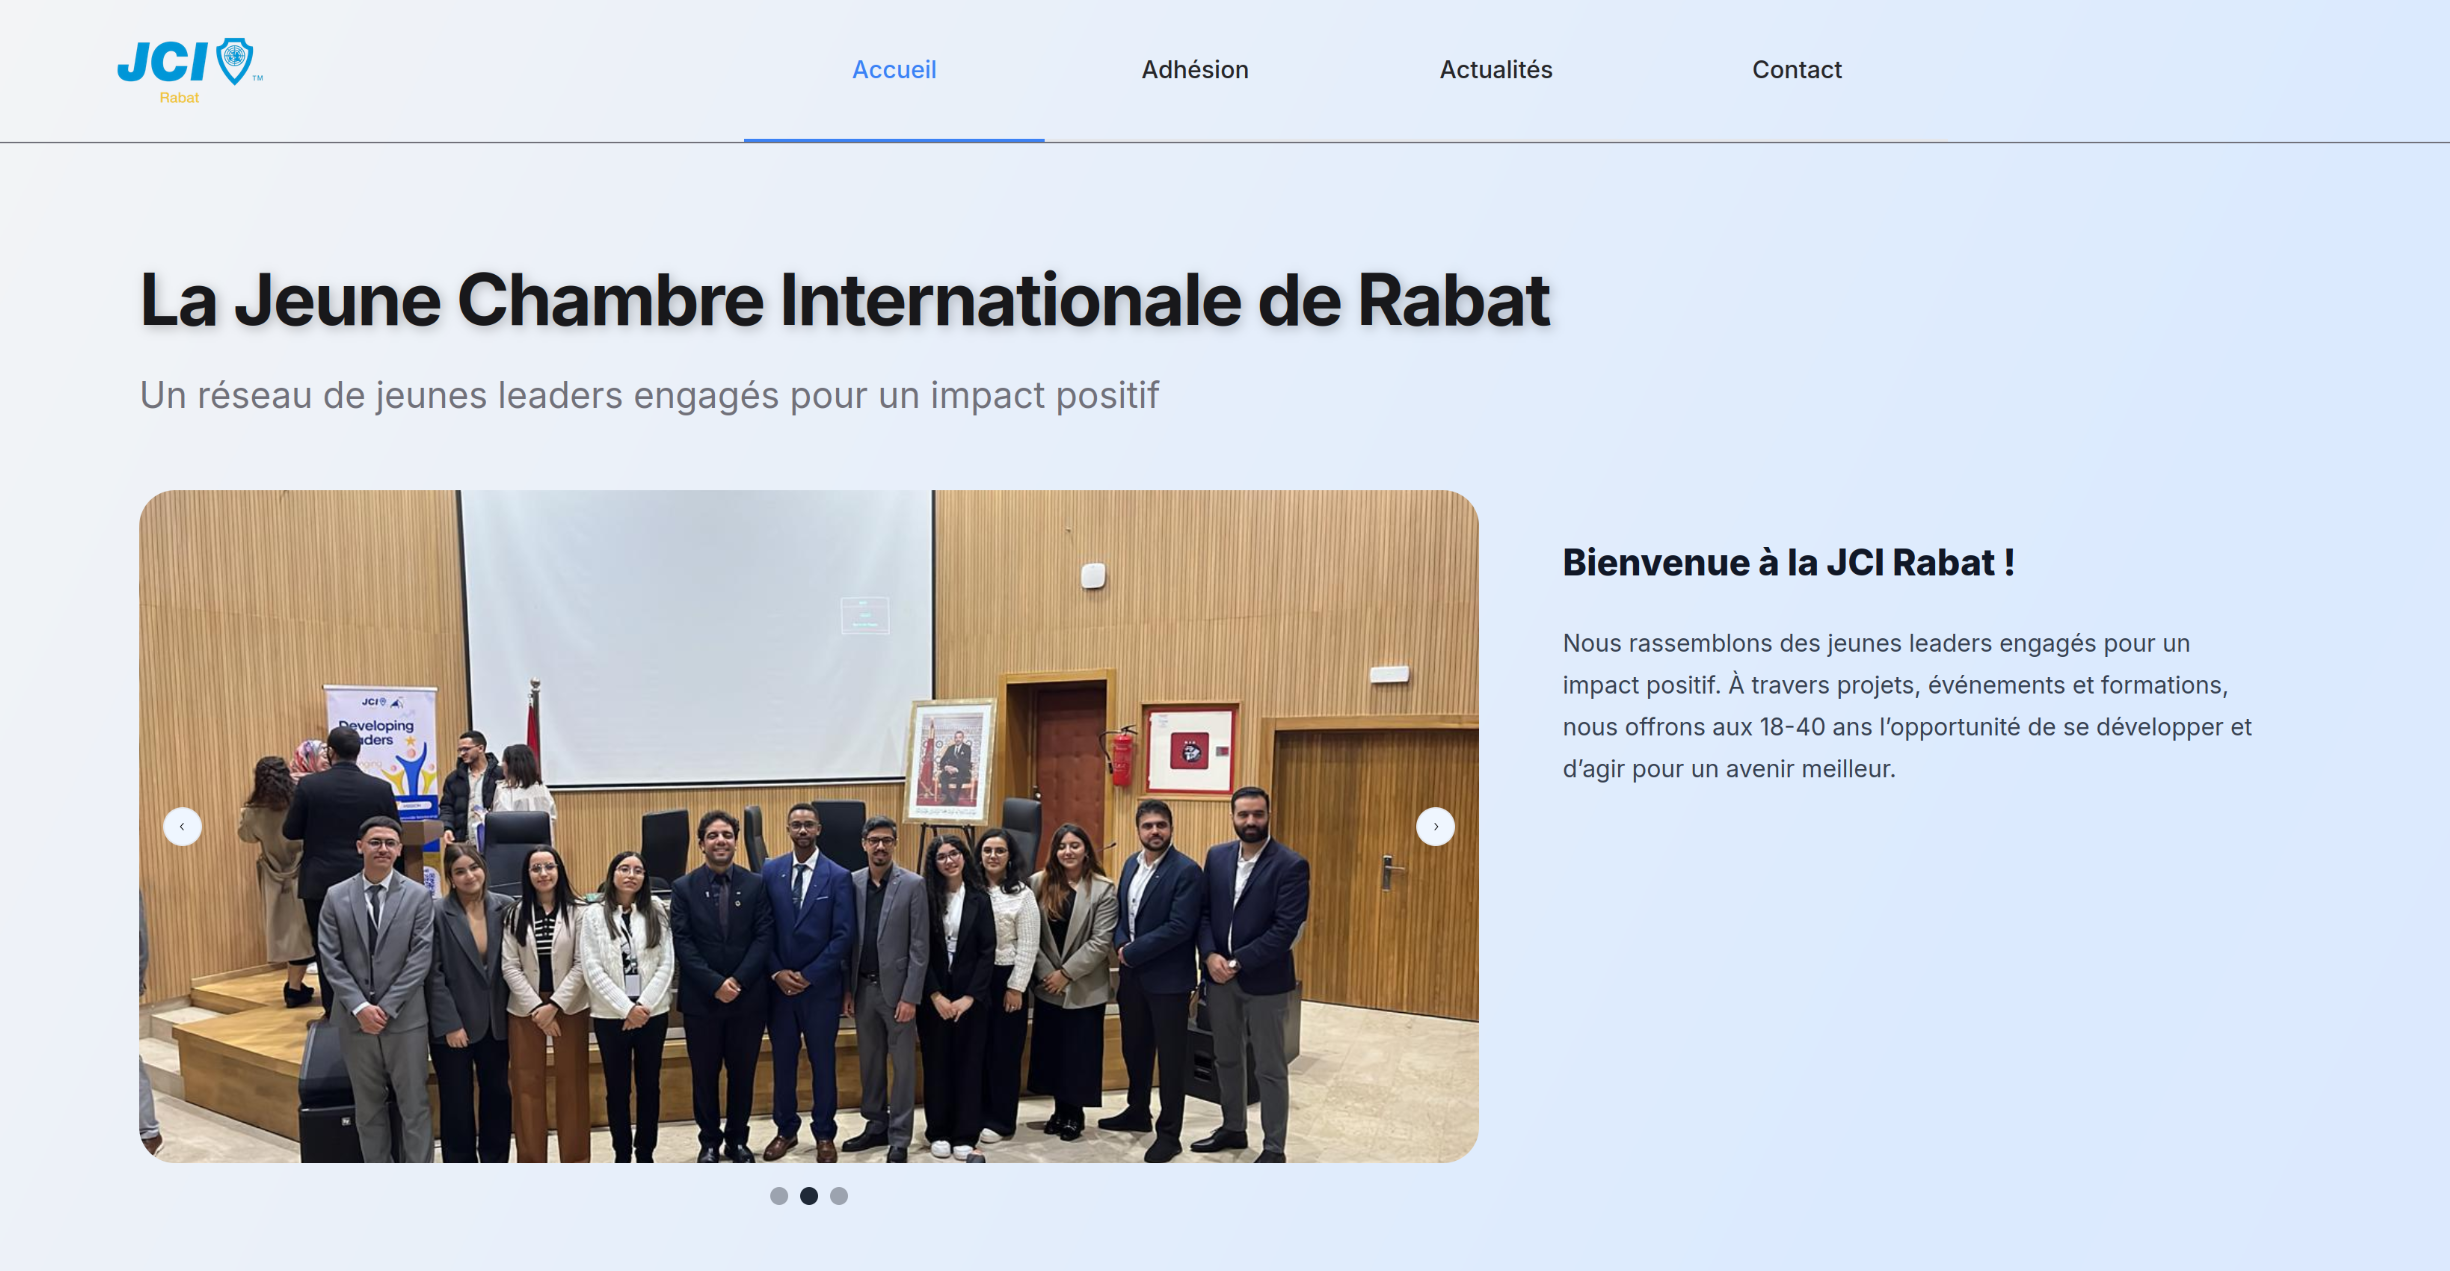 JCI
TM
Rabat
Accueil
Adhésion
Actualités
Contact
La Jeune Chambre Internationale de Rabat
Un réseau de jeunes leaders engagés pour un impact positif
JCI
Developing
aders
Bienvenue à la JCI Rabat !
Nous rassemblons des jeunes leaders engagés pour un
impact positif. À travers projets, événements et formations,
nous offrons aux 18-40 ans l’opportunité de se développer et
d’agir pour un avenir meilleur.